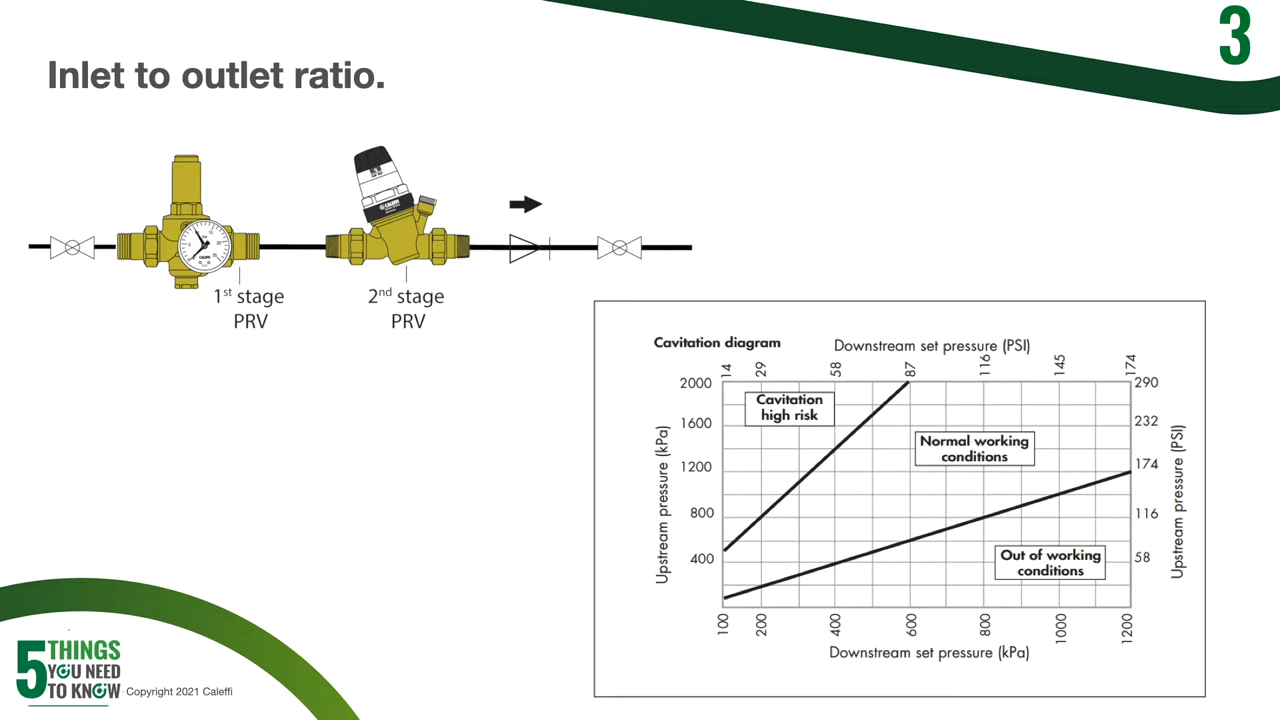 3
Inlet to outlet ratio.
CALEFFI
CALEFFI
1st stage
PRV
2nd stage
PRV
Cavitation diagram
Downstream set pressure (PSI)
14 29 58 87 116 145 174
2000 290
1600 232
1200 174
800 116
400 58
Upstream pressure (kPa)
Upstream pressure (PSI)
Cavitation
high risk
Normal working
conditions
Out of working
conditions
100 200 400 600 800 1000 1200
Downstream set pressure (kPa)
5 THINGS
YOU NEED
TO KNOW
Copyright 2021 Caleffi